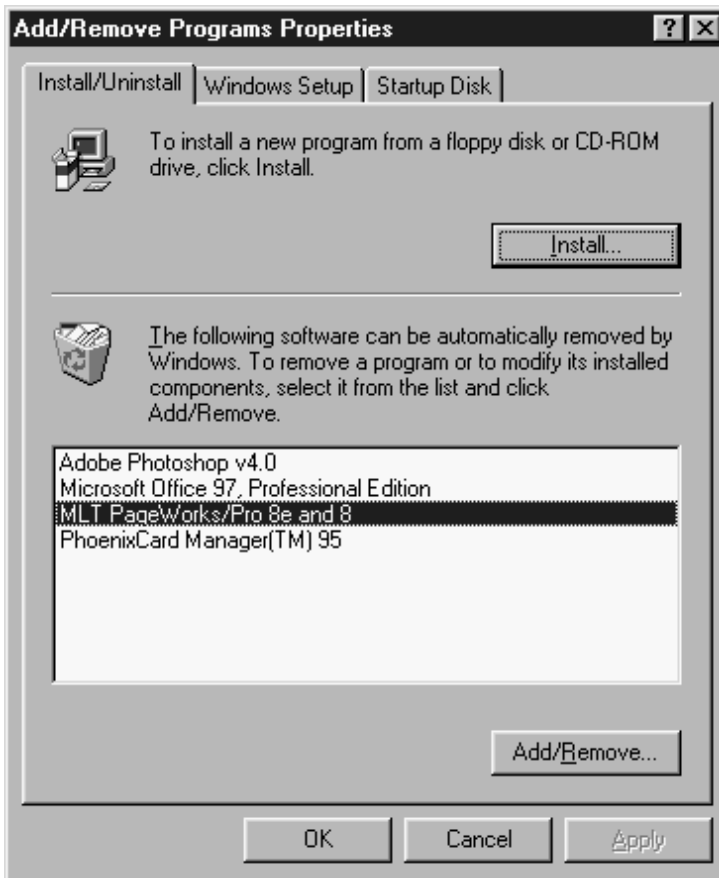 Add/Remove Programs Properties
Install/Uninstall
Windows Setup
Startup Disk
To install a new program from a floppy disk or CD-ROM
drive, click Install.
Install...
The following software can be automatically removed by
Windows. To remove a program or to modify its installed
components, select it from the list and click
Add/Remove.
Adobe Photoshop v4.0
Microsoft Office 97, Professional Edition
MLT PageWorks/Pro 8e and 8
PhoenixCard Manager(TM) 95
Add/Remove...
OK
Cancel
Apply